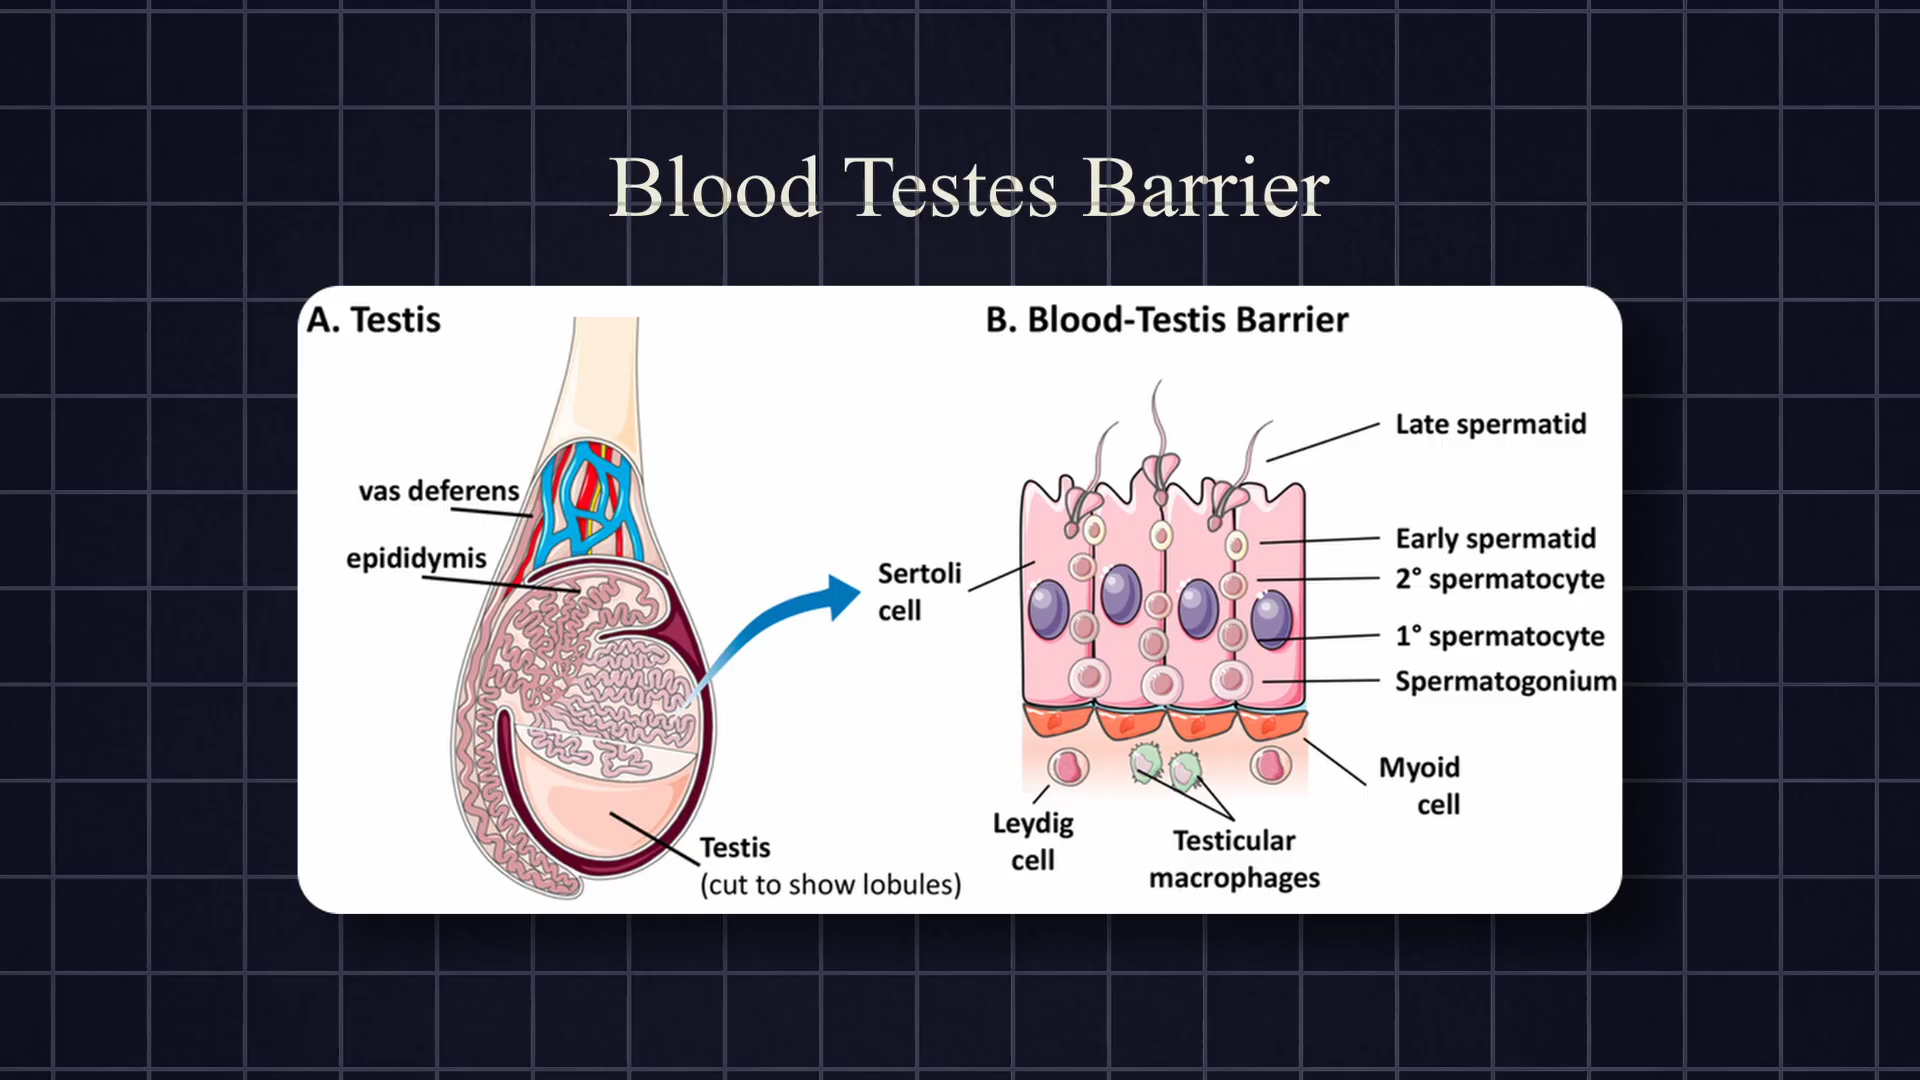 Blood Testes Barrier
A. Testis
vas deferens
epididymis
Testis
(cut to show lobules)
B. Blood-Testis Barrier
Sertoli
cell
Late spermatid
Early spermatid
2° spermatocyte
1° spermatocyte
Spermatogonium
Myoid
cell
Leydig
cell
Testicular
macrophages